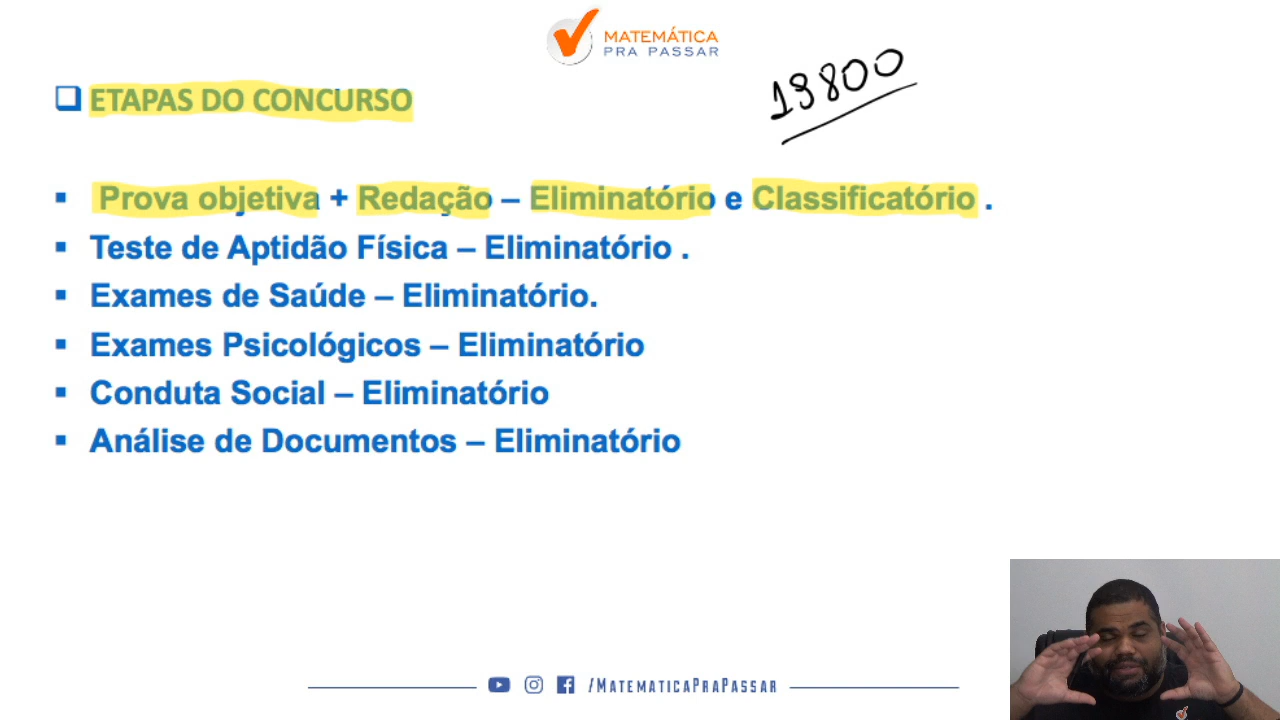 MATEMÁTICA
PRA PASSAR
ETAPAS DO CONCURSO
19800
Prova objetiva + Redação – Eliminatório e Classificatório .
Teste de Aptidão Física – Eliminatório .
Exames de Saúde – Eliminatório.
Exames Psicológicos – Eliminatório
Conduta Social – Eliminatório
Análise de Documentos – Eliminatório
/MATEMATICAPRAPASSAR